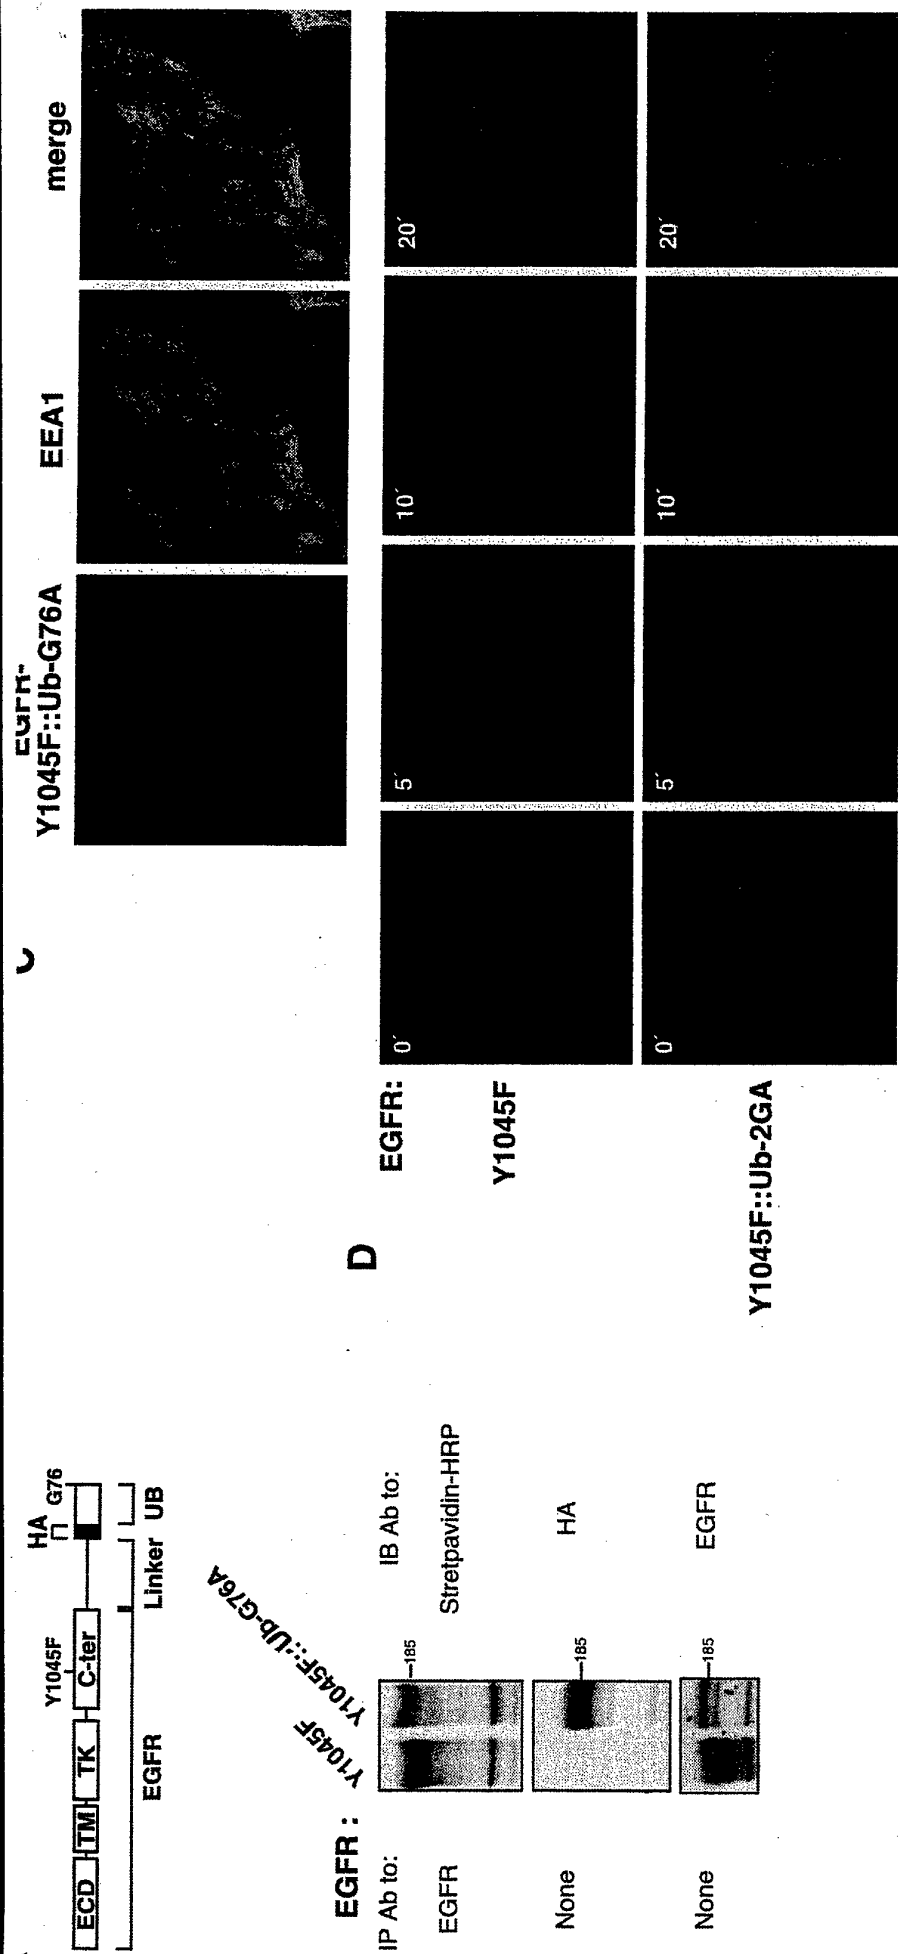 HA
Y1045F
G76
ECD
TM
TK
C-ter
EGFR
Linker
UB
EGFR :
Y1045F
Y1045F::Ub-G76A
IP Ab to:
IB Ab to:
EGFR
185
Stretpavidin-HRP
None
185
HA
None
185
EGFR
EGFR-
Y1045F::Ub-G76A
EEA1
merge
D
EGFR:
Y1045F
0´
5´
10´
20´
Y1045F::Ub-2GA
0´
5´
10´
20´